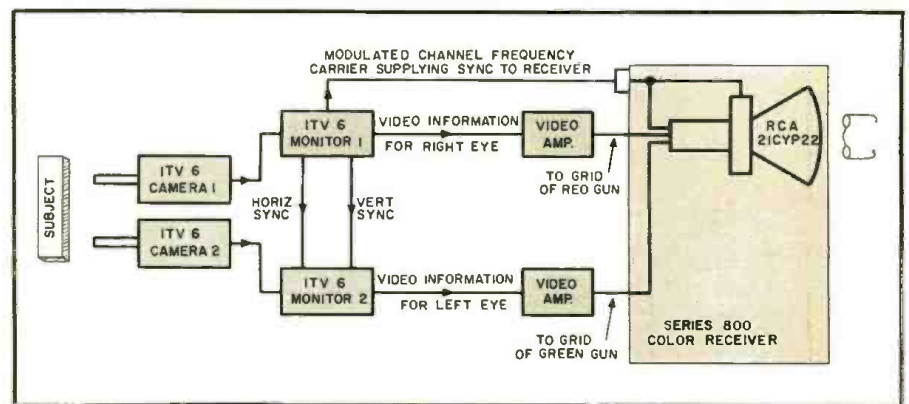 MODULATED CHANNEL FREQUENCY
CARRIER SUPPLYING SYNC TO RECEIVER
SUBJECT
ITV 6
CAMERA 1
ITV 6
CAMERA 2
ITV 6
MONITOR 1
HORIZ
SYNC
VERT
SYNC
ITV 6
MONITOR 2
VIDEO INFORMATION
FOR RIGHT EYE
VIDEO
AMP.
TO GRID
OF RED GUN
VIDEO INFORMATION
FOR LEFT EYE
VIDEO
AMP.
TO GRID
OF GREEN GUN
RCA
21CYP22
SERIES 800
COLOR RECEIVER